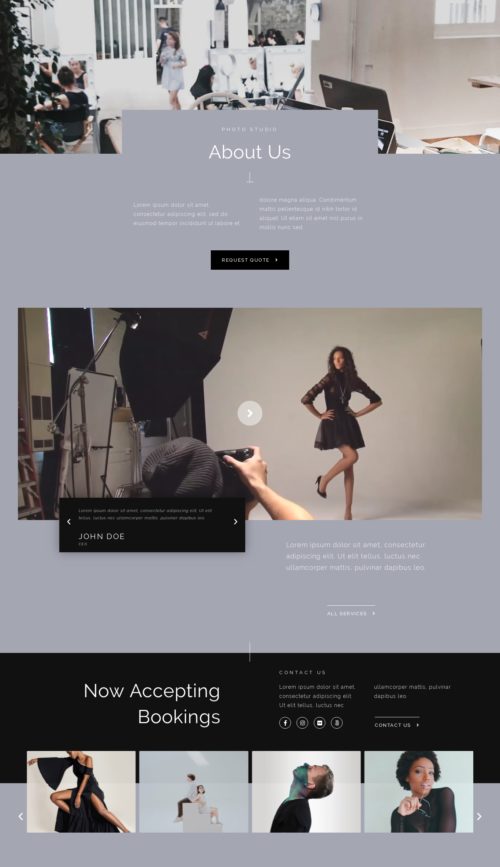 PHOTO STUDIO
About Us
Lorem ipsum dolor sit amet,
consectetur adipiscing elit, sed do
eiusmod tempor incididunt ut labore et
dolore magna aliqua. Condimentum
mattis pellentesque id nibh tortor id
aliquet. Ut etiam sit amet nisl purus in
mollis nunc sed.
REQUEST QUOTE
Lorem ipsum dolor sit amet, consectetur adipiscing elit. Ut elit
tellus, luctus nec ullamcorper mattis, pulvinar dapibus leo.
JOHN DOE
CEO
Lorem ipsum dolor sit amet, consectetur
adipiscing elit. Ut elit tellus, luctus nec
ullamcorper mattis, pulvinar dapibus leo.
ALL SERVICES
Now Accepting
Bookings
CONTACT US
Lorem ipsum dolor sit amet,
consectetur adipiscing elit.
Ut elit tellus, luctus nec
ullamcorper mattis, pulvinar
dapibus leo.
CONTACT US